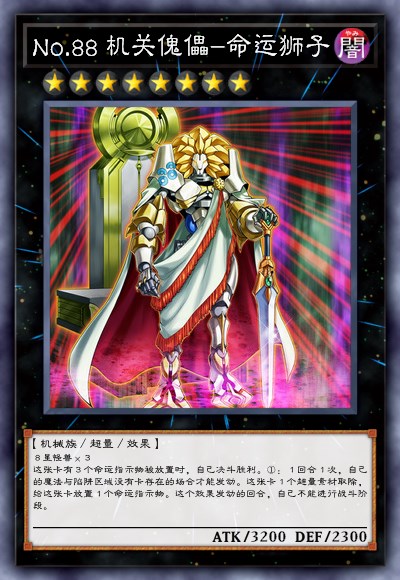 No.88 机关傀儡-命运狮子
闇
やみ
【机械族/超量/效果】
8星怪兽×3
这张卡有3个命运指示物被放置时，自己决斗胜利。①：1回合1次，自己
的魔法与陷阱区域没有卡存在的场合才能发动。这张卡1个超量素材取除，
给这张卡放置1个命运指示物。这个效果发动的回合，自己不能进行战斗阶
段。
ATK/3200 DEF/2300